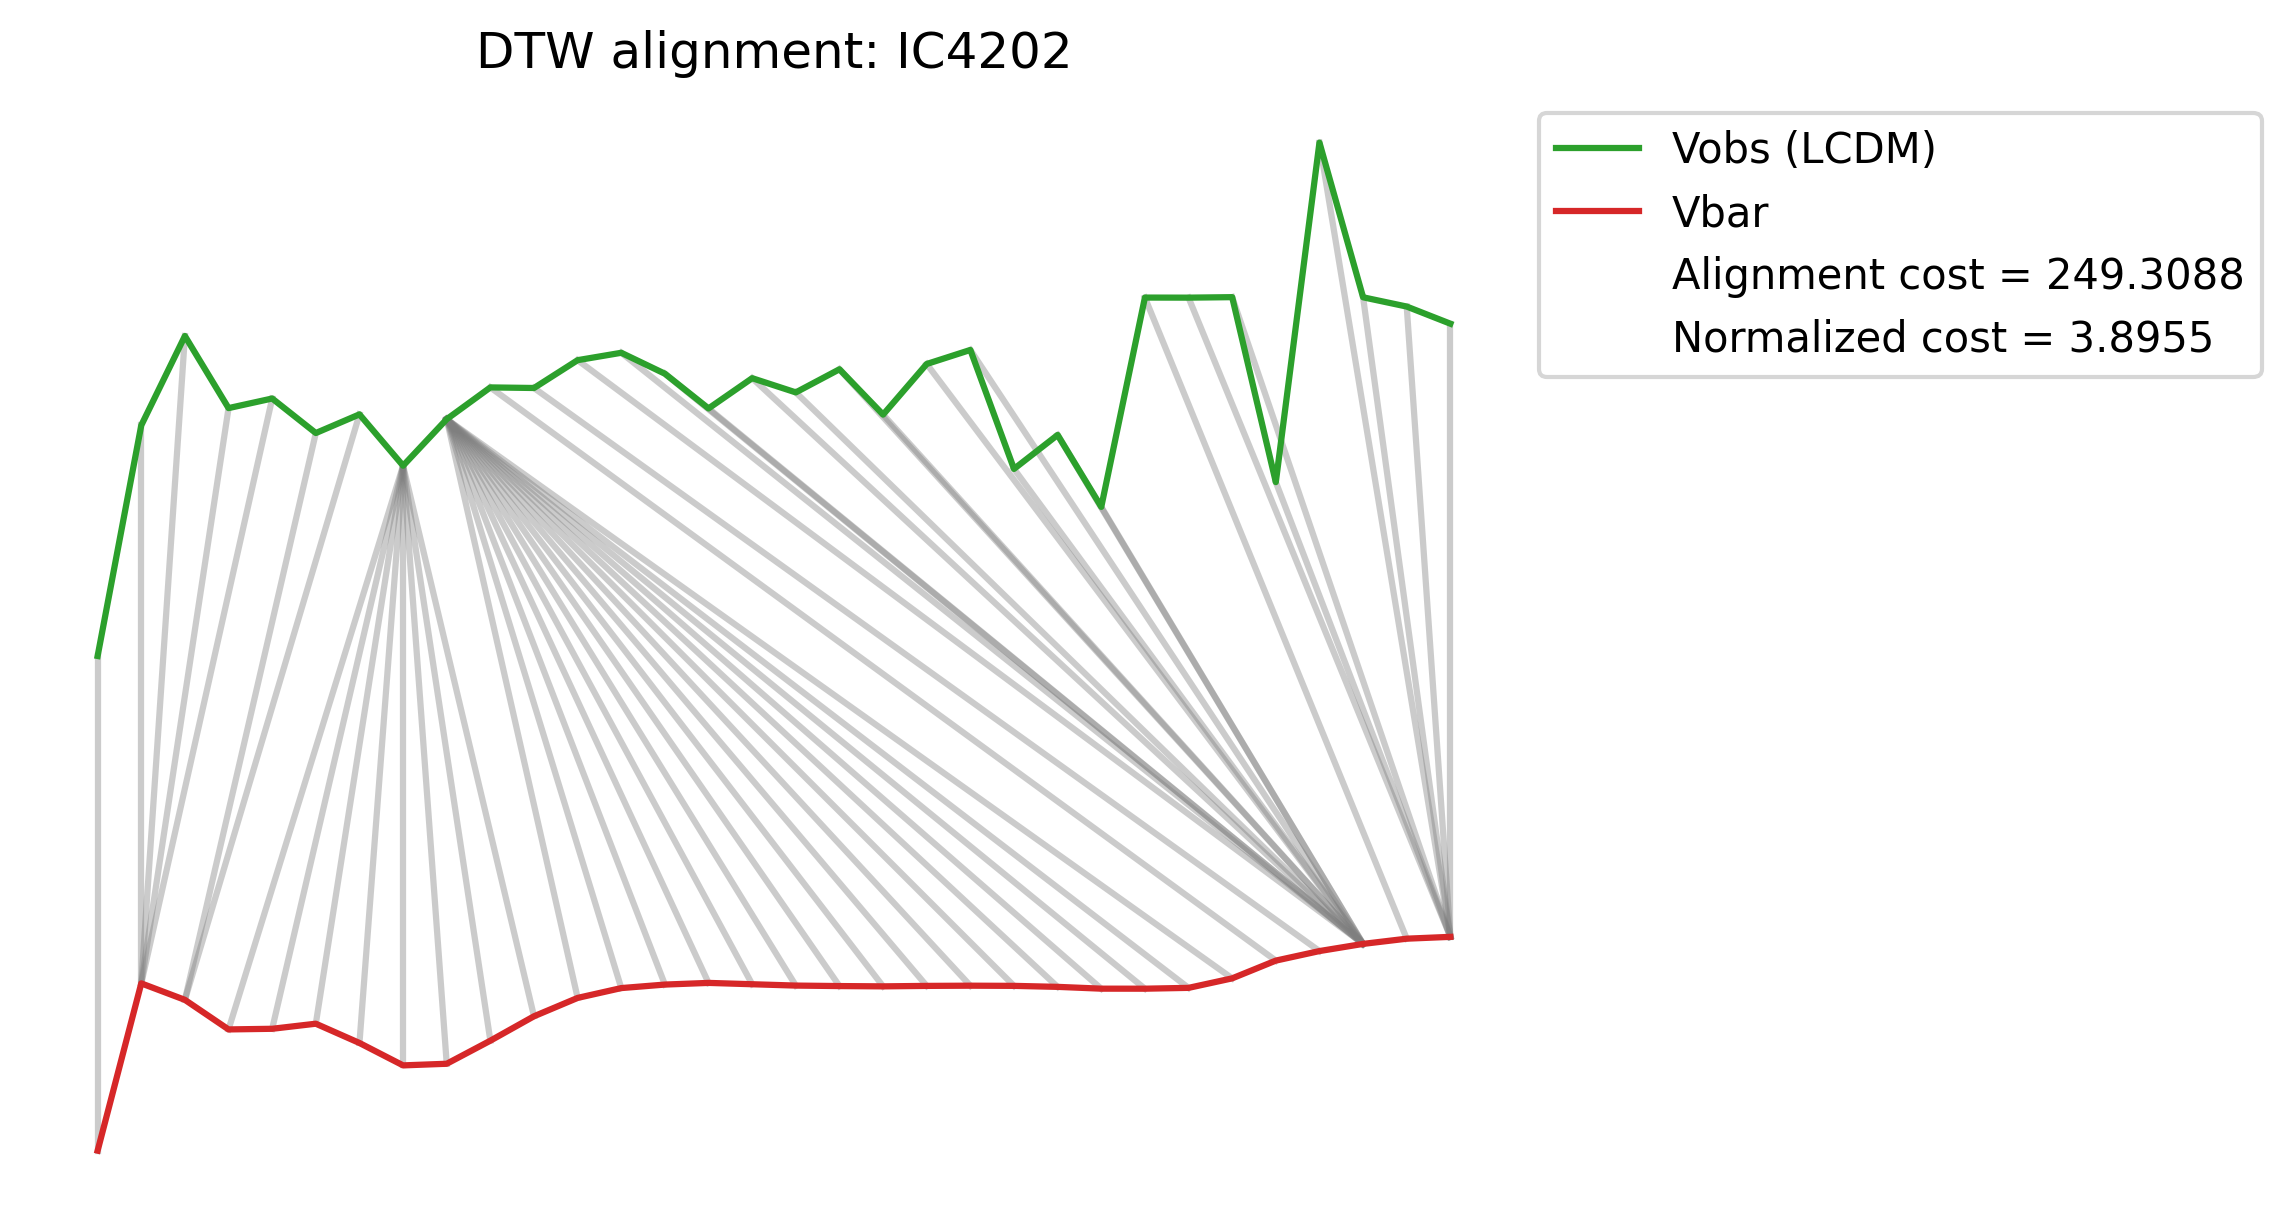 DTW alignment: IC4202
Vobs (LCDM)
Vbar
Alignment cost = 249.3088
Normalized cost = 3.8955